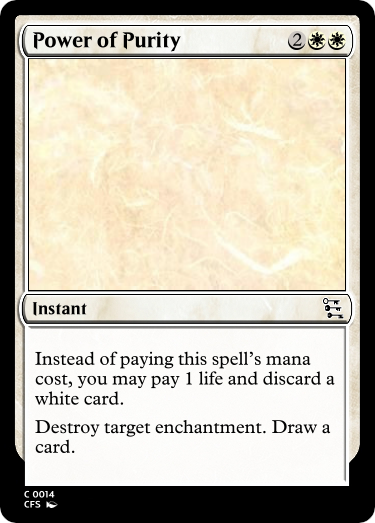 Power of Purity 2
Instant
Instead of paying this spell's mana
cost, you may pay 1 life and discard a
white card.
Destroy target enchantment. Draw a
card.
C 0014
CFS